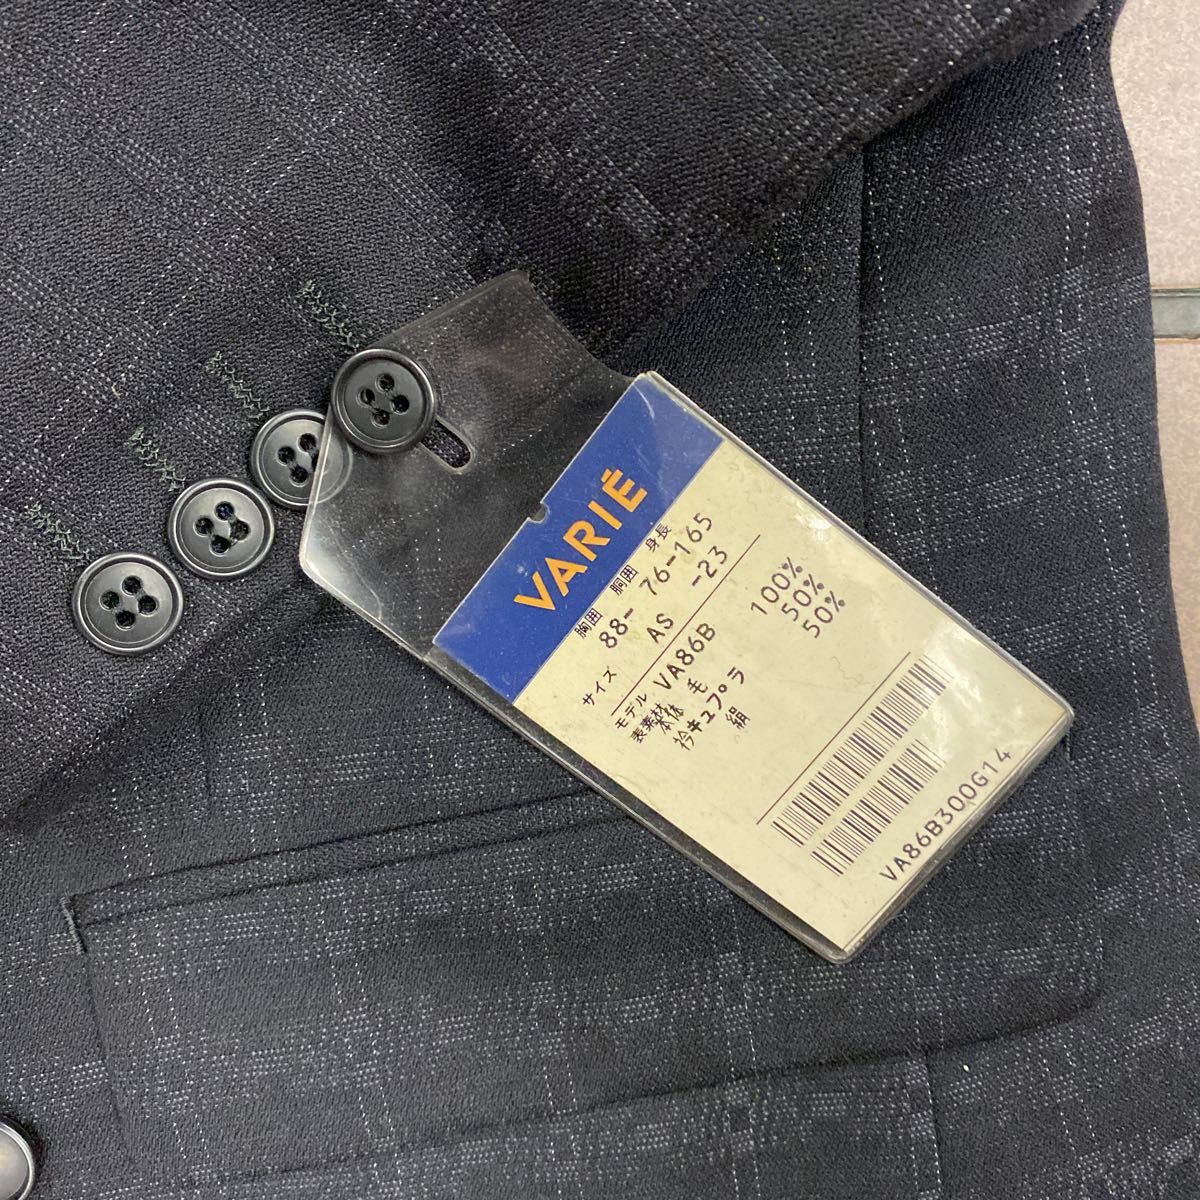 VARIÉ
胸囲 胴囲 身長
88- 76-165
サイズ AS -23
モデル VA86B
表素材
本体 毛 100%
衿キュプラ 50%
絹 50%
VA86B300G14